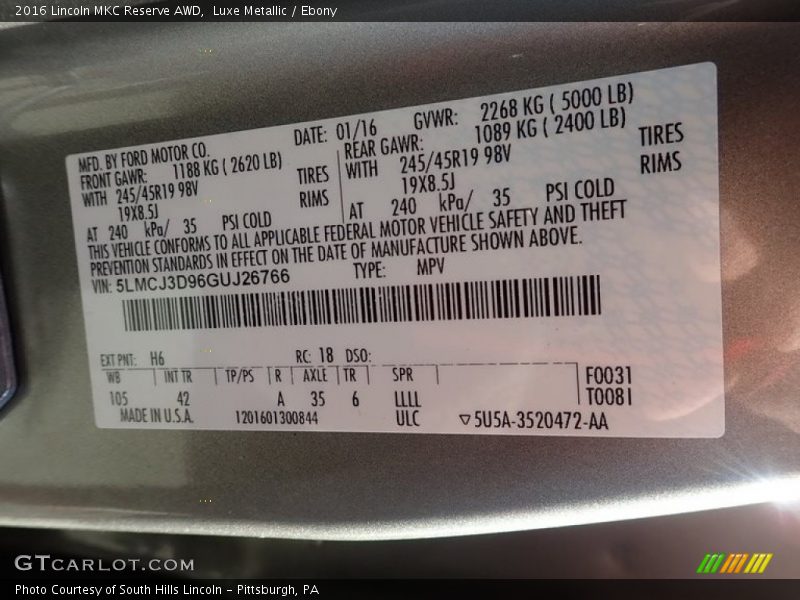 2016 Lincoln MKC Reserve AWD,  Luxe Metallic / Ebony
MFD. BY FORD MOTOR CO. DATE: 01/16 GVWR: 2268 KG ( 5000 LB)
FRONT GAWR: 1188 KG ( 2620 LB) REAR GAWR: 1089 KG ( 2400 LB)
WITH 245/45R19 98V TIRES WITH 245/45R19 98V TIRES
19X8.5J RIMS 19X8.5J RIMS
AT 240 kPa/ 35 PSI COLD AT 240 kPa/ 35 PSI COLD
THIS VEHICLE CONFORMS TO ALL APPLICABLE FEDERAL MOTOR VEHICLE SAFETY AND THEFT
PREVENTION STANDARDS IN EFFECT ON THE DATE OF MANUFACTURE SHOWN ABOVE.
VIN: 5LMCJ3D96GUJ26766 TYPE: MPV
EXT PNT: H6 RC: 18 DSO:
WB INT TR TP/PS R AXLE TR SPR F0031
105 42 A 35 6 LLLL T0081
MADE IN U.S.A. 1201601300844 ULC ▽5U5A-3520472-AA
GTCARLOT.COM
Photo Courtesy of South Hills Lincoln - Pittsburgh, PA